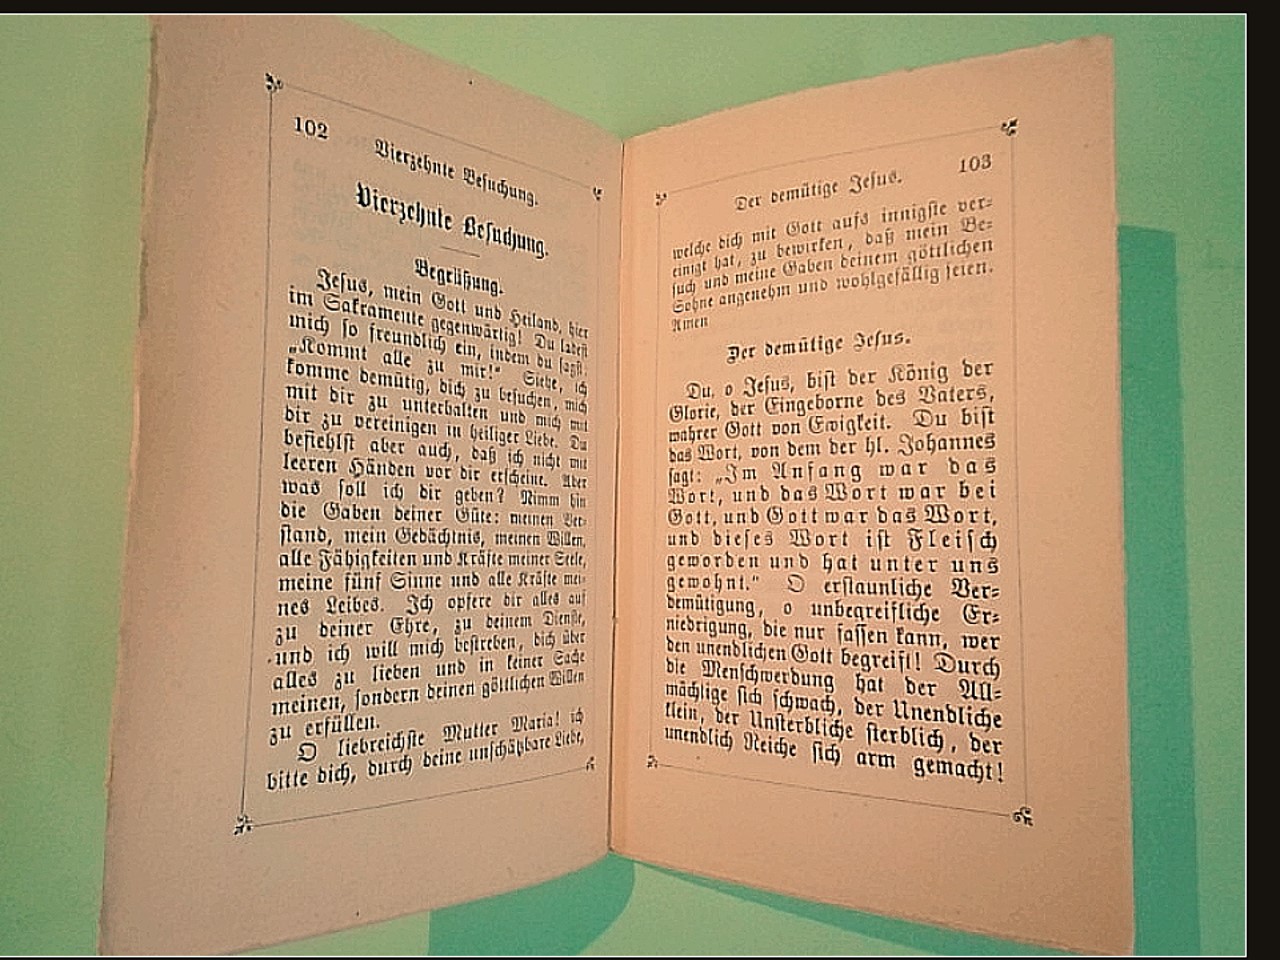 102
Vierzehnte Besuchung.
Vierzehnte Besuchung.
Begrüßung.
Jesus, mein Gott und Heiland, hier
im Sakramente gegenwärtig! Du ladest
mich so freundlich ein, indem du sagst:
„Kommt alle zu mir!“ Siehe, ich
komme demütig, dich zu besuchen, mich
mit dir zu unterhalten und mich mit
dir zu vereinigen in heiliger Liebe. Du
befiehlst aber auch, daß ich nicht mit
leeren Händen vor dir erscheine. Aber
was soll ich dir geben? Nimm hin
die Gaben deiner Güte: meinen Ver-
stand, mein Gedächtnis, meinen Willen,
alle Fähigkeiten und Kräfte meiner Seele,
meine fünf Sinne und alle Kräfte mei-
nes Leibes. Ich opfere dir alles auf
zu deiner Ehre, zu deinem Dienste,
und ich will mich bestreben, dich über
alles zu lieben und in keiner Sache
meinen, sondern deinen göttlichen Willen
zu erfüllen.
O liebreichste Mutter Maria! ich
bitte dich, durch deine unschätzbare Liebe,
Der demütige Jesus.
103
welche dich mit Gott aufs innigste ver-
einigt hat, zu bewirken, daß mein Be-
such und meine Gaben deinem göttlichen
Sohne angenehm und wohlgefällig seien.
Amen
Der demütige Jesus.
Du, o Jesus, bist der König der
Glorie, der Eingeborne des Vaters,
wahrer Gott von Ewigkeit. Du bist
das Wort, von dem der hl. Johannes
sagt: „Im Anfang war das
Wort, und das Wort war bei
Gott, und Gott war das Wort,
und dieses Wort ist Fleisch
geworden und hat unter uns
gewohnt.“ O erstaunliche Ver-
demütigung, o unbegreifliche Er-
niedrigung, die nur fassen kann, wer
den unendlichen Gott begreift! Durch
die Menschwerdung hat der All-
mächtige sich schwach, der Unendliche
klein, der Unsterbliche sterblich, der
unendlich Reiche sich arm gemacht!